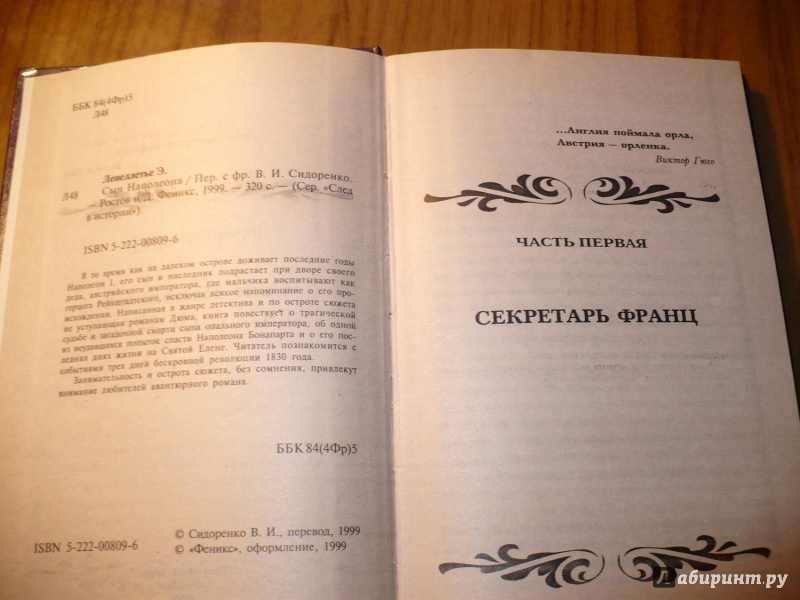 ББК 84(4Фр)5
Л48
Лепеллетье Э.
Л48 Сын Наполеона / Пер. с фр. В. И. Сидоренко.
— Ростов н/Д: Феникс, 1999. — 320 с. — (Сер. «След
в истории»).
ISBN 5-222-00809-6
В то время как на далеком острове доживает последние годы
Наполеон I, его сын и наследник подрастает при дворе своего
деда, австрийского императора, где мальчика воспитывают как
герцога Рейхштадтского, исключая всякое напоминание о его про-
исхождении. Написанная в жанре детектива и по остроте сюжета
не уступающая романам Дюма, книга повествует о трагической
судьбе и загадочной смерти сына опального императора, об одной
из неудавшихся попыток спасти Наполеона Бонапарта и о его пос-
ледних днях жизни на Святой Елене. Читатель познакомится с
событиями трех дней бескровной революции 1830 года.
Занимательность и острота сюжета, без сомнения, привлекут
внимание любителей авантюрного романа.
ББК 84(4Фр)5
ISBN 5-222-00809-6
© Сидоренко В. И., перевод, 1999
© «Феникс», оформление, 1999
...Англия поймала орла,
Австрия — орленка.
Виктор Гюго
ЧАСТЬ ПЕРВАЯ
СЕКРЕТАРЬ ФРАНЦ
Лабиринт.ру